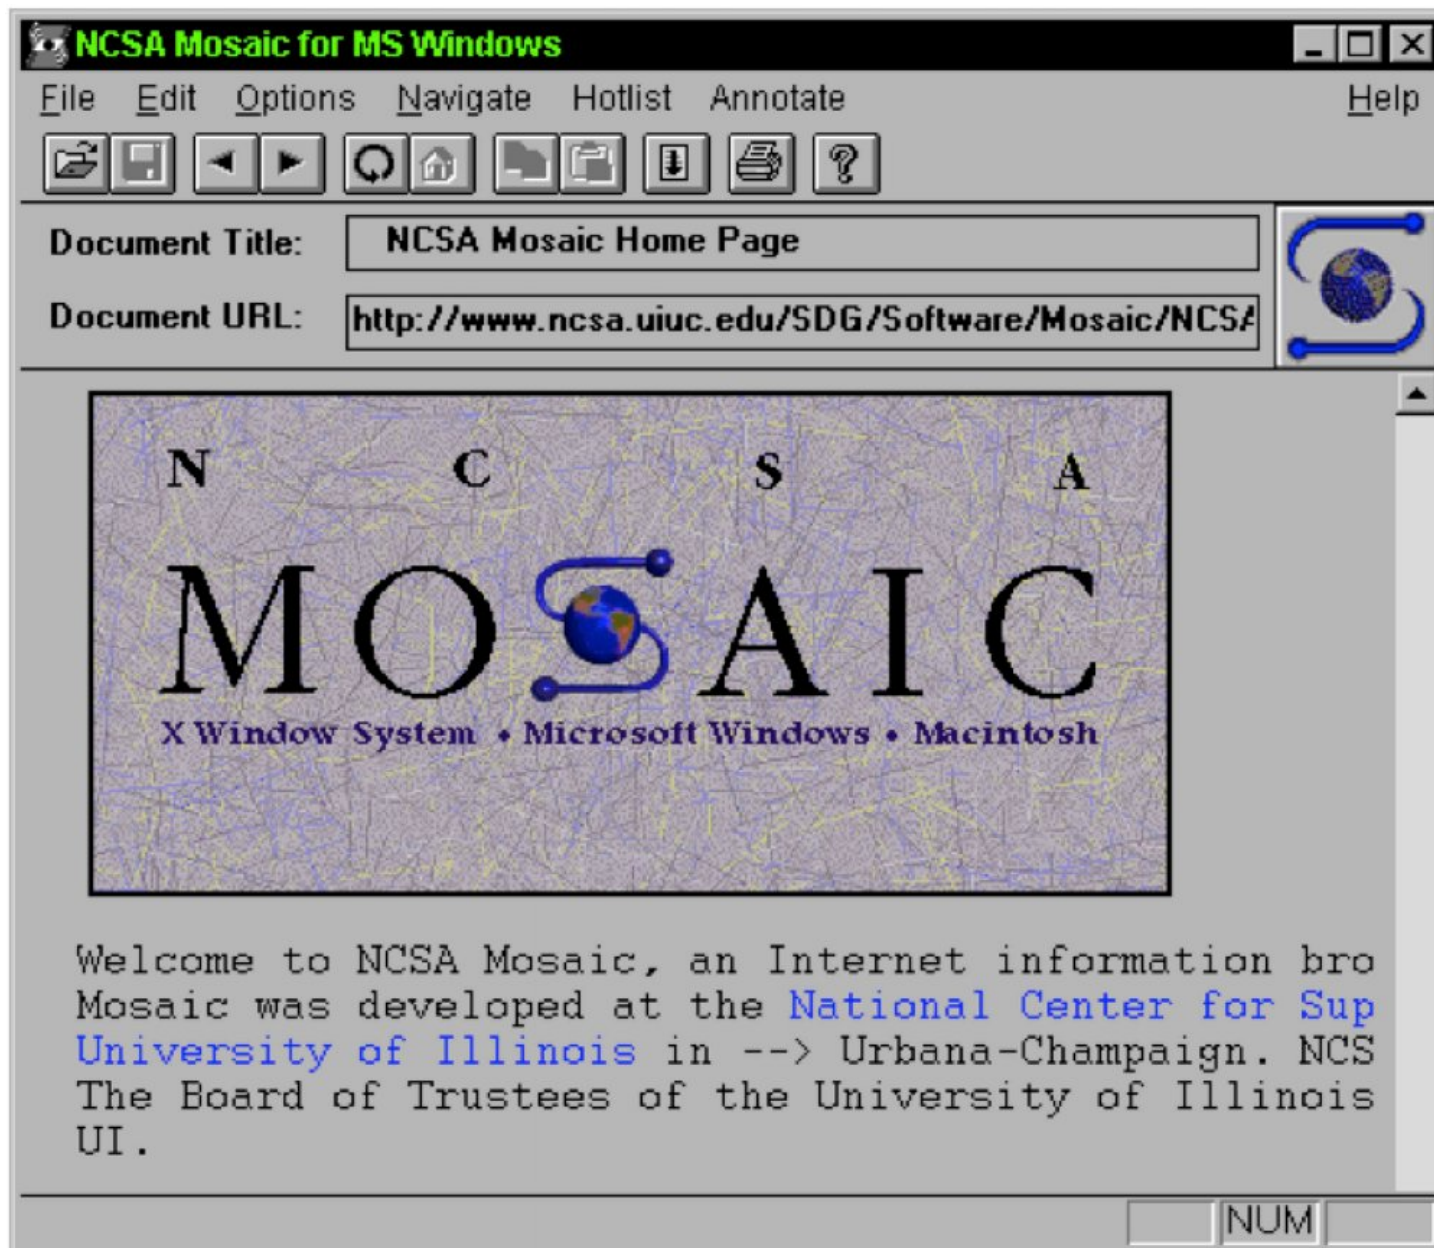 NCSA Mosaic for MS Windows
File Edit Options Navigate Hotlist Annotate Help
Document Title: NCSA Mosaic Home Page
Document URL: http://www.ncsa.uiuc.edu/SDG/Software/Mosaic/NCSA
N C S A
MOSAIC
X Window System • Microsoft Windows • Macintosh
Welcome to NCSA Mosaic, an Internet information bro
Mosaic was developed at the National Center for Sup
University of Illinois in --> Urbana-Champaign. NCS
The Board of Trustees of the University of Illinois
UI.
NUM